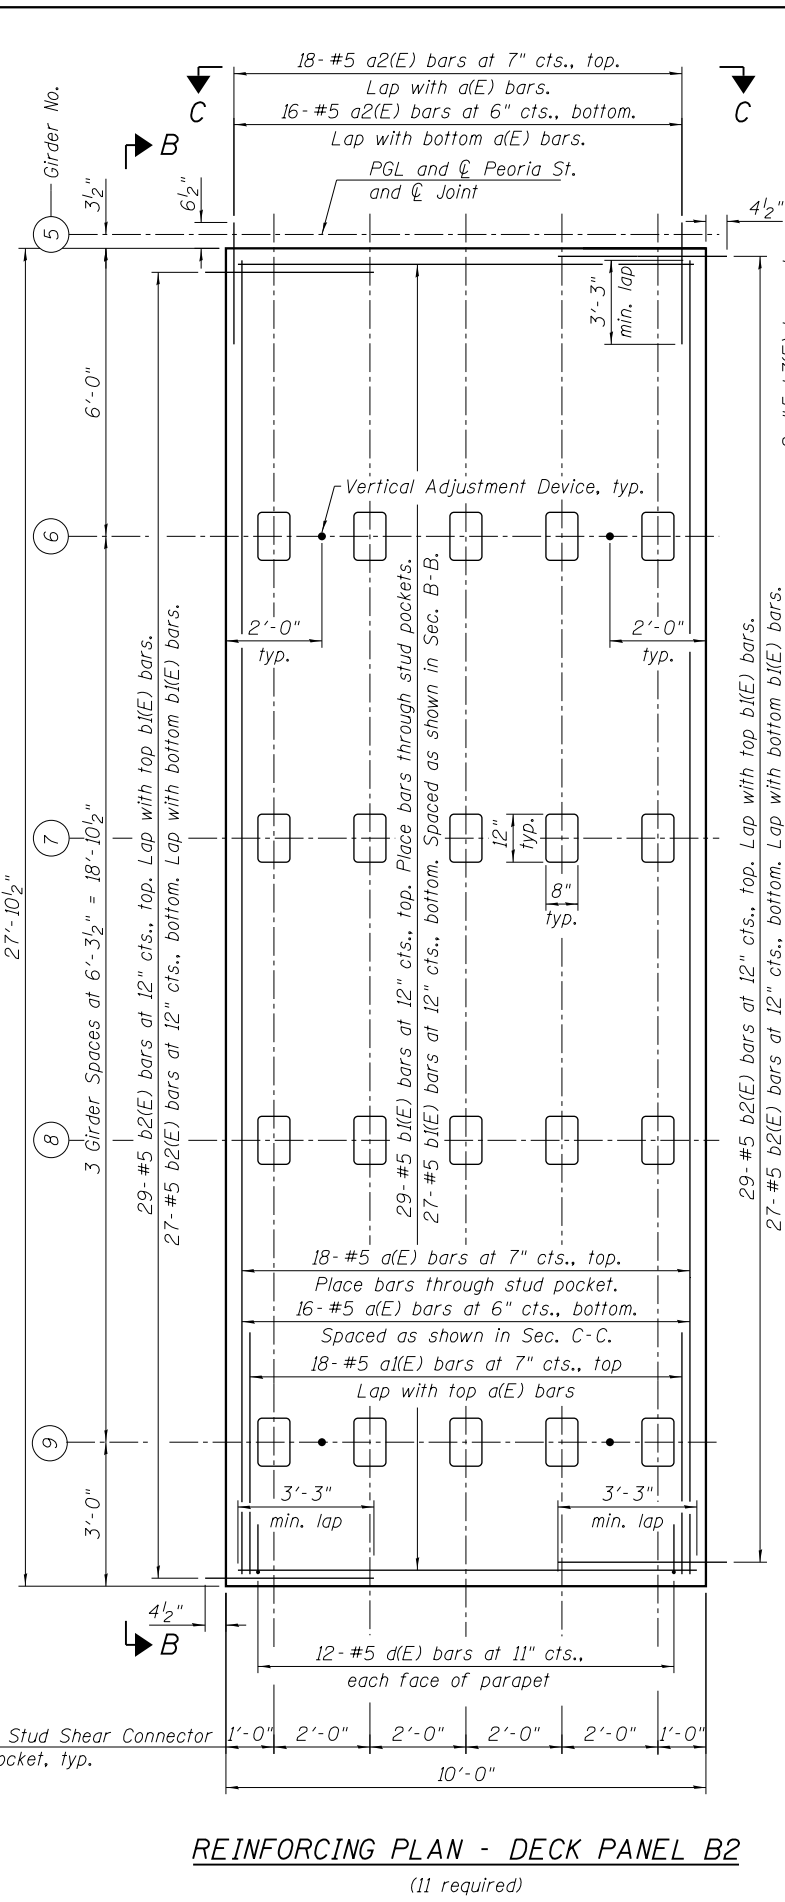 18-#5 a2(E) bars at 7" cts., top.
Lap with a(E) bars.
16-#5 a2(E) bars at 6" cts., bottom.
Lap with bottom a(E) bars.
C
C
B
Girder No.
PGL and ℄ Peoria St.
and ℄ Joint
3½"
6½"
4½"
5
3'-3"
min. lap
6'-0"
Vertical Adjustment Device, typ.
6
2'-0"
typ.
2'-0"
typ.
29-#5 b2(E) bars at 12" cts., top. Lap with top b1(E) bars.
27-#5 b2(E) bars at 12" cts., bottom. Lap with bottom b1(E) bars.
29-#5 b1(E) bars at 12" cts., top. Place bars through stud pockets.
27-#5 b1(E) bars at 12" cts., bottom. Spaced as shown in Sec. B-B.
29-#5 b2(E) bars at 12" cts., top. Lap with top b1(E) bars.
27-#5 b2(E) bars at 12" cts., bottom. Lap with bottom b1(E) bars.
7
12"
typ.
8"
typ.
27'-10½"
3 Girder Spaces at 6'-3½" = 18'-10½"
8
18-#5 a(E) bars at 7" cts., top.
Place bars through stud pocket.
16-#5 a(E) bars at 6" cts., bottom.
Spaced as shown in Sec. C-C.
18-#5 a1(E) bars at 7" cts., top
Lap with top a(E) bars
9
3'-0"
3'-3"
min. lap
3'-3"
min. lap
4½"
B
12-#5 d(E) bars at 11" cts.,
each face of parapet
Stud Shear Connector
typ.
1'-0"
2'-0"
2'-0"
2'-0"
2'-0"
1'-0"
10'-0"
REINFORCING PLAN - DECK PANEL B2
(11 required)